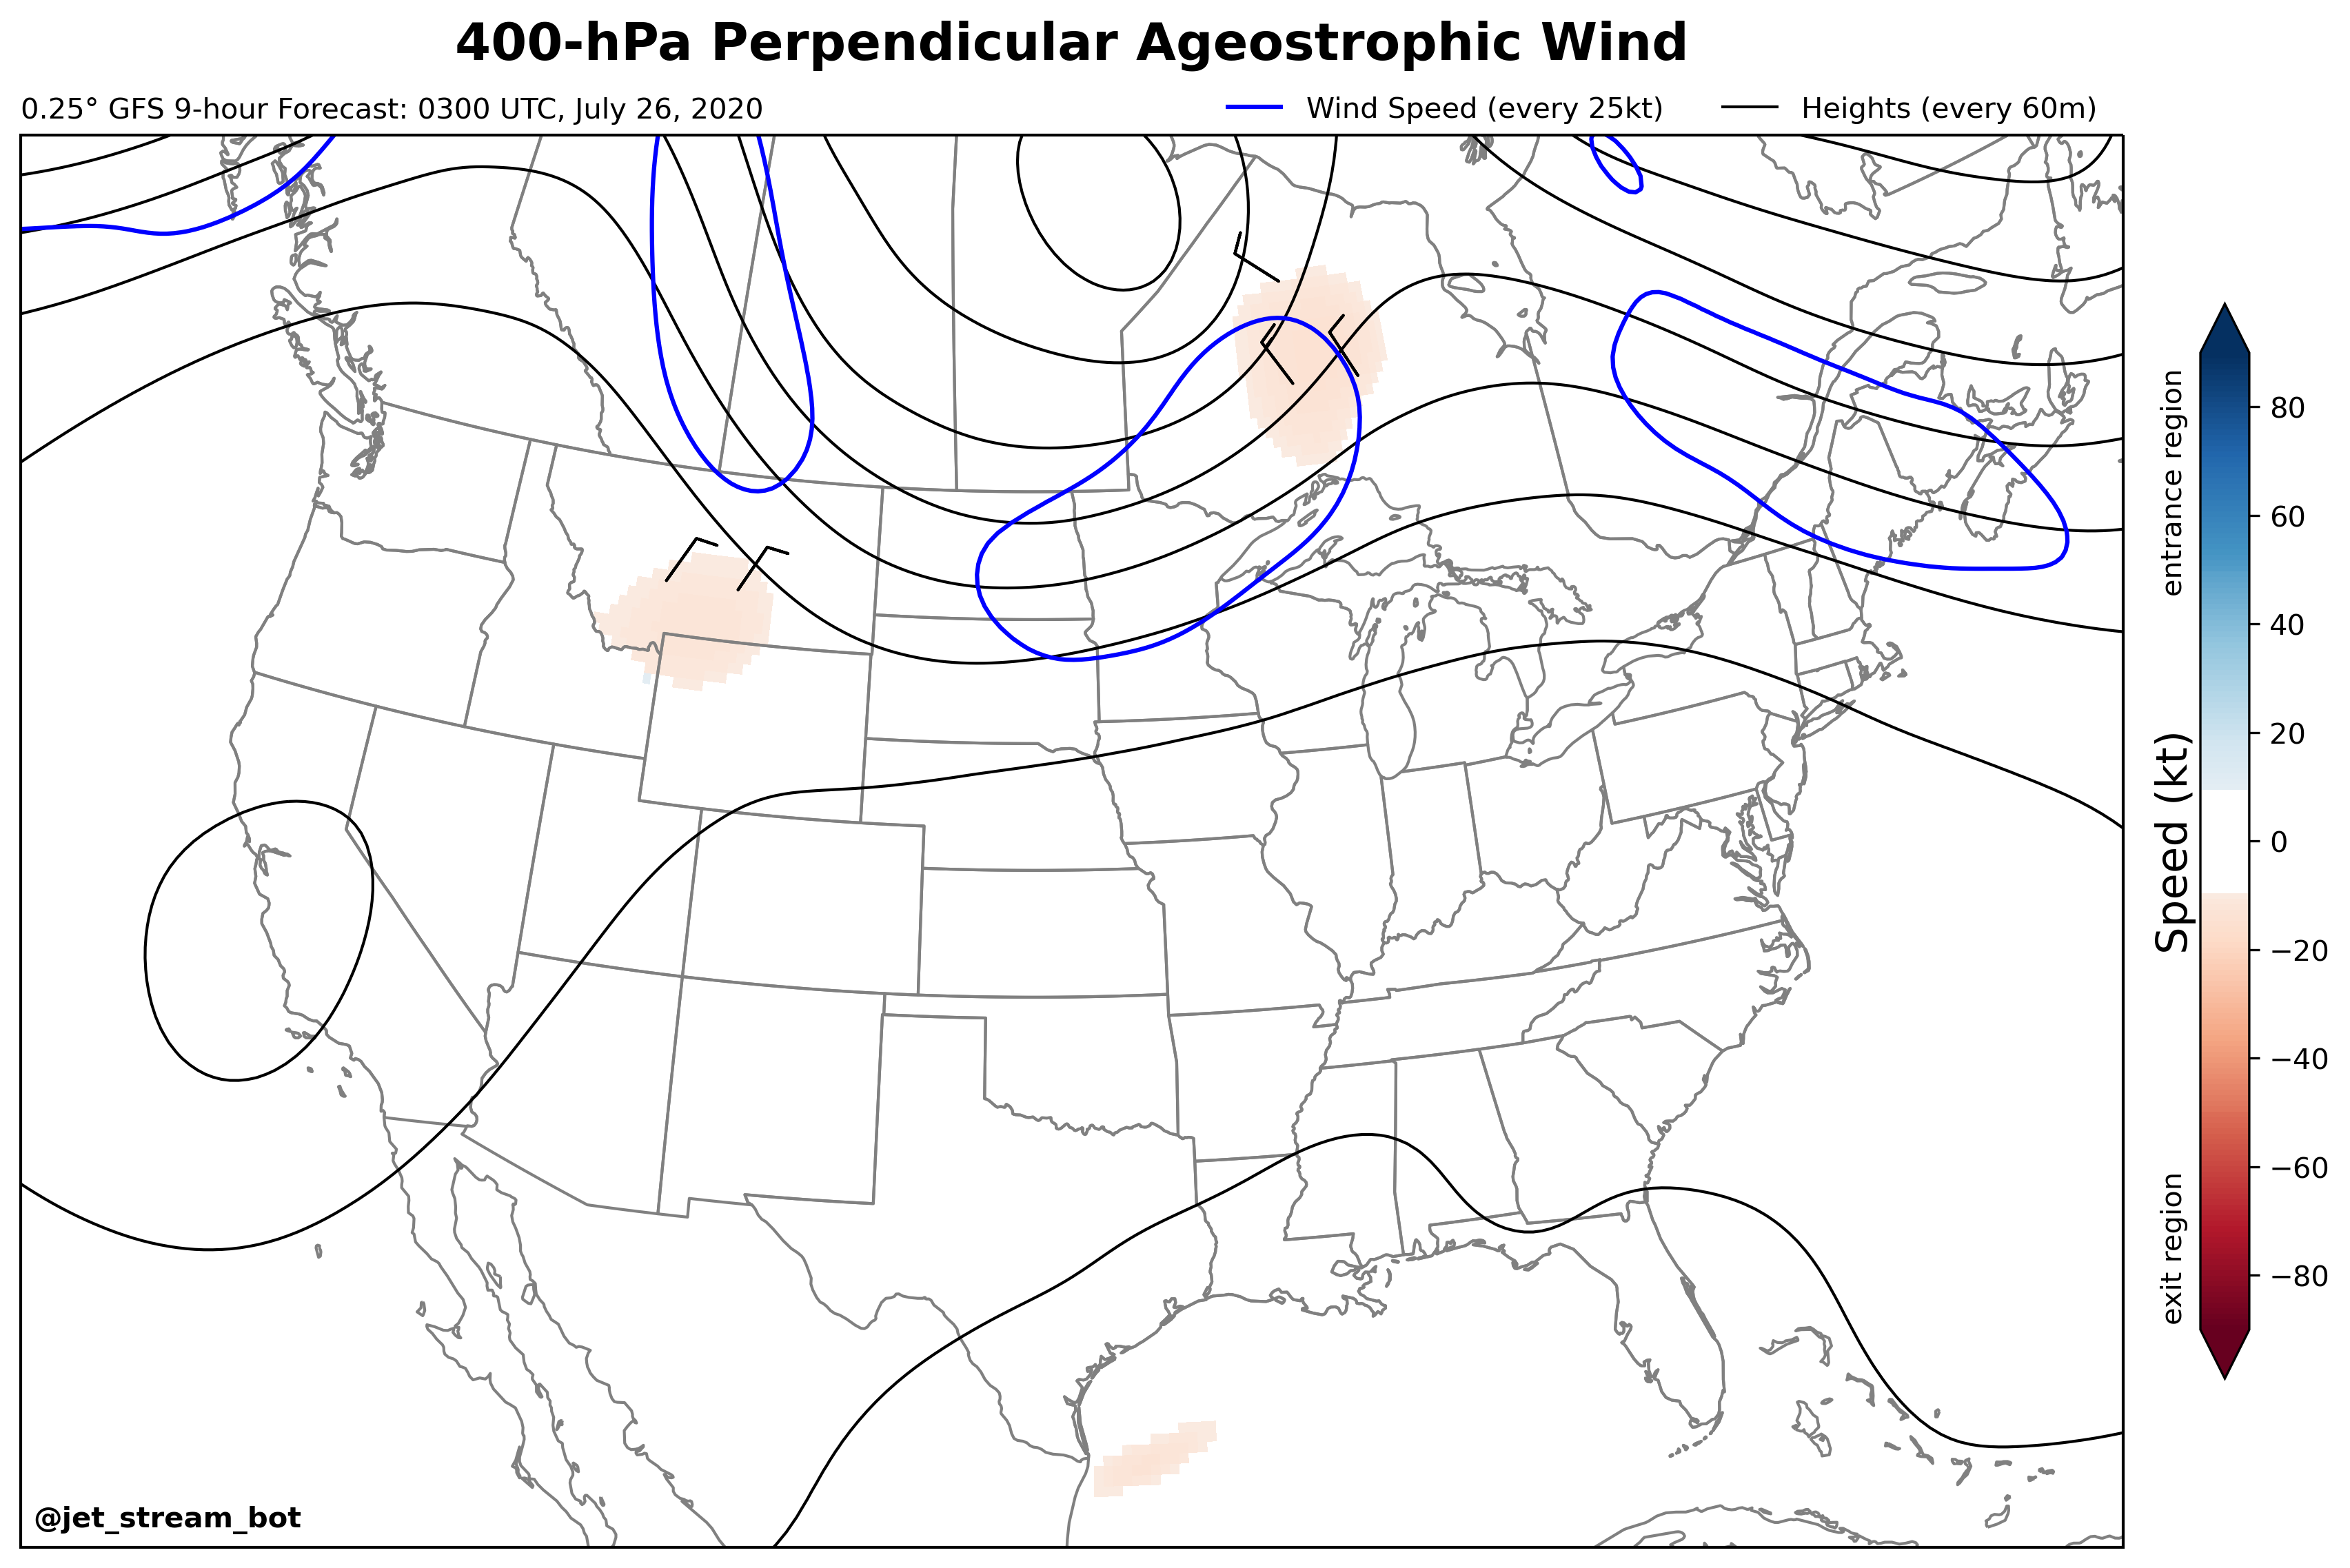 400-hPa Perpendicular Ageostrophic Wind
0.25° GFS 9-hour Forecast: 0300 UTC, July 26, 2020
Wind Speed (every 25kt)
Heights (every 60m)
entrance region
Speed (kt)
exit region
80
60
40
20
0
−20
−40
−60
−80
@jet_stream_bot